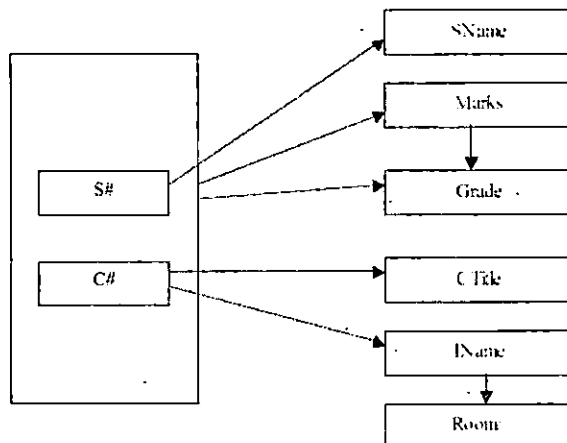 SName
Marks
S#
Grade
C#
CTitle
IName
Room